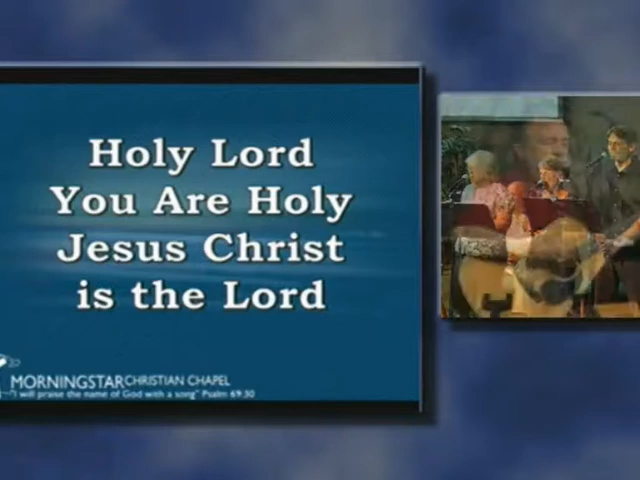 Holy Lord
You Are Holy
Jesus Christ
is the Lord
MORNINGSTAR CHRISTIAN CHAPEL
"I will praise the name of God with a song" Psalm 69:30